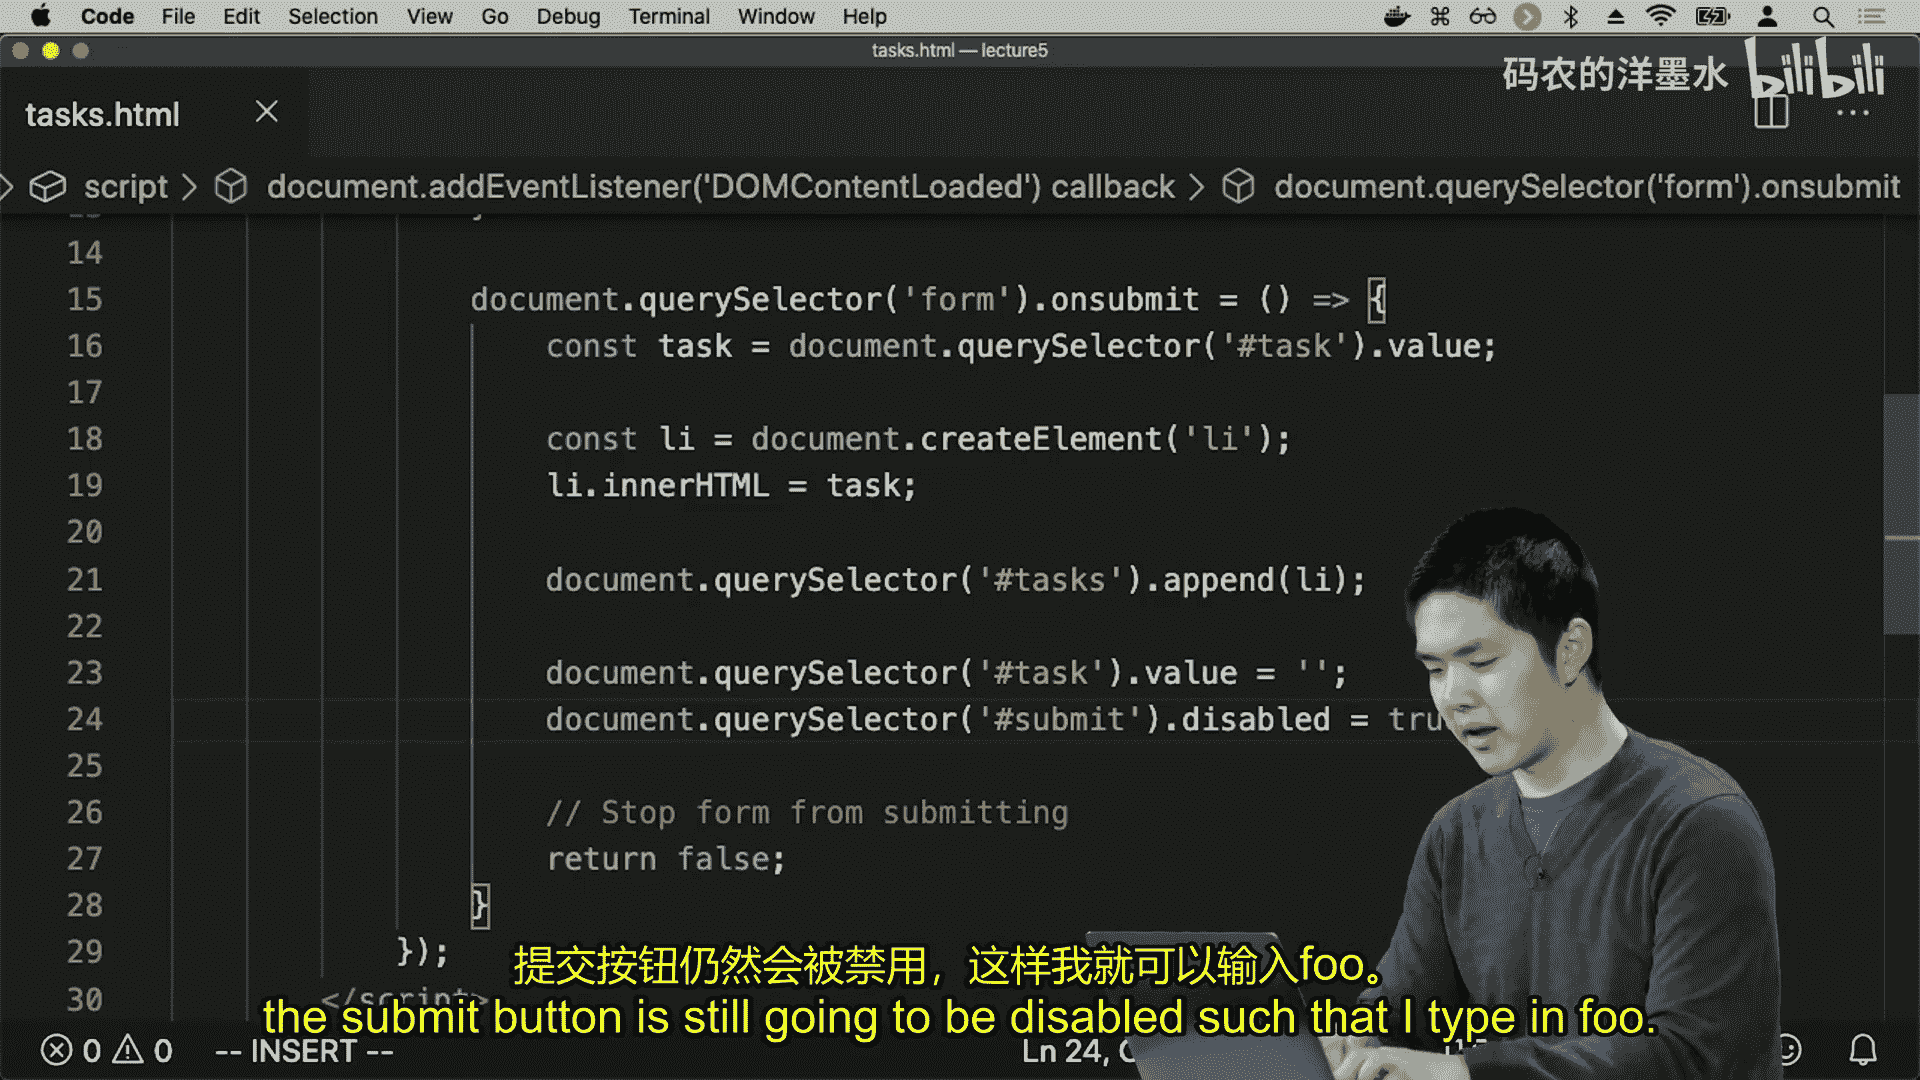 Code File Edit Selection View Go Debug Terminal Window Help
tasks.html — lecture5
码农的洋墨水 bilibili
tasks.html
script document.addEventListener('DOMContentLoaded') callback document.querySelector('form').onsubmit
14
15 document.querySelector('form').onsubmit = () => {
16 const task = document.querySelector('#task').value;
17
18 const li = document.createElement('li');
19 li.innerHTML = task;
20
21 document.querySelector('#tasks').append(li);
22
23 document.querySelector('#task').value = '';
24 document.querySelector('#submit').disabled = tru
25
26 // Stop form from submitting
27 return false;
28 }
29 });
30 </script>
提交按钮仍然会被禁用，这样我就可以输入foo。
the submit button is still going to be disabled such that I type in foo.
0 0 -- INSERT -- Ln 24,